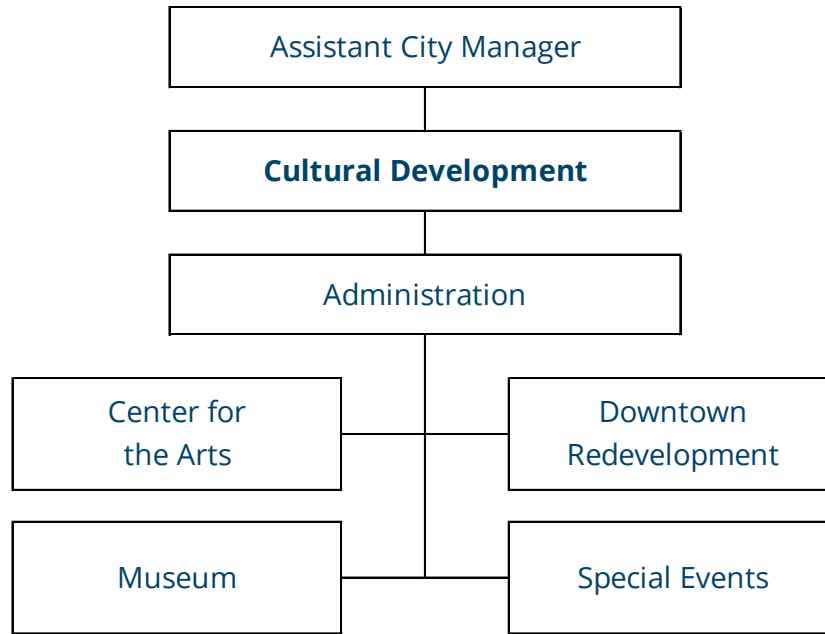 Assistant City Manager
Cultural Development
Administration
Center for
the Arts
Downtown
Redevelopment
Museum
Special Events